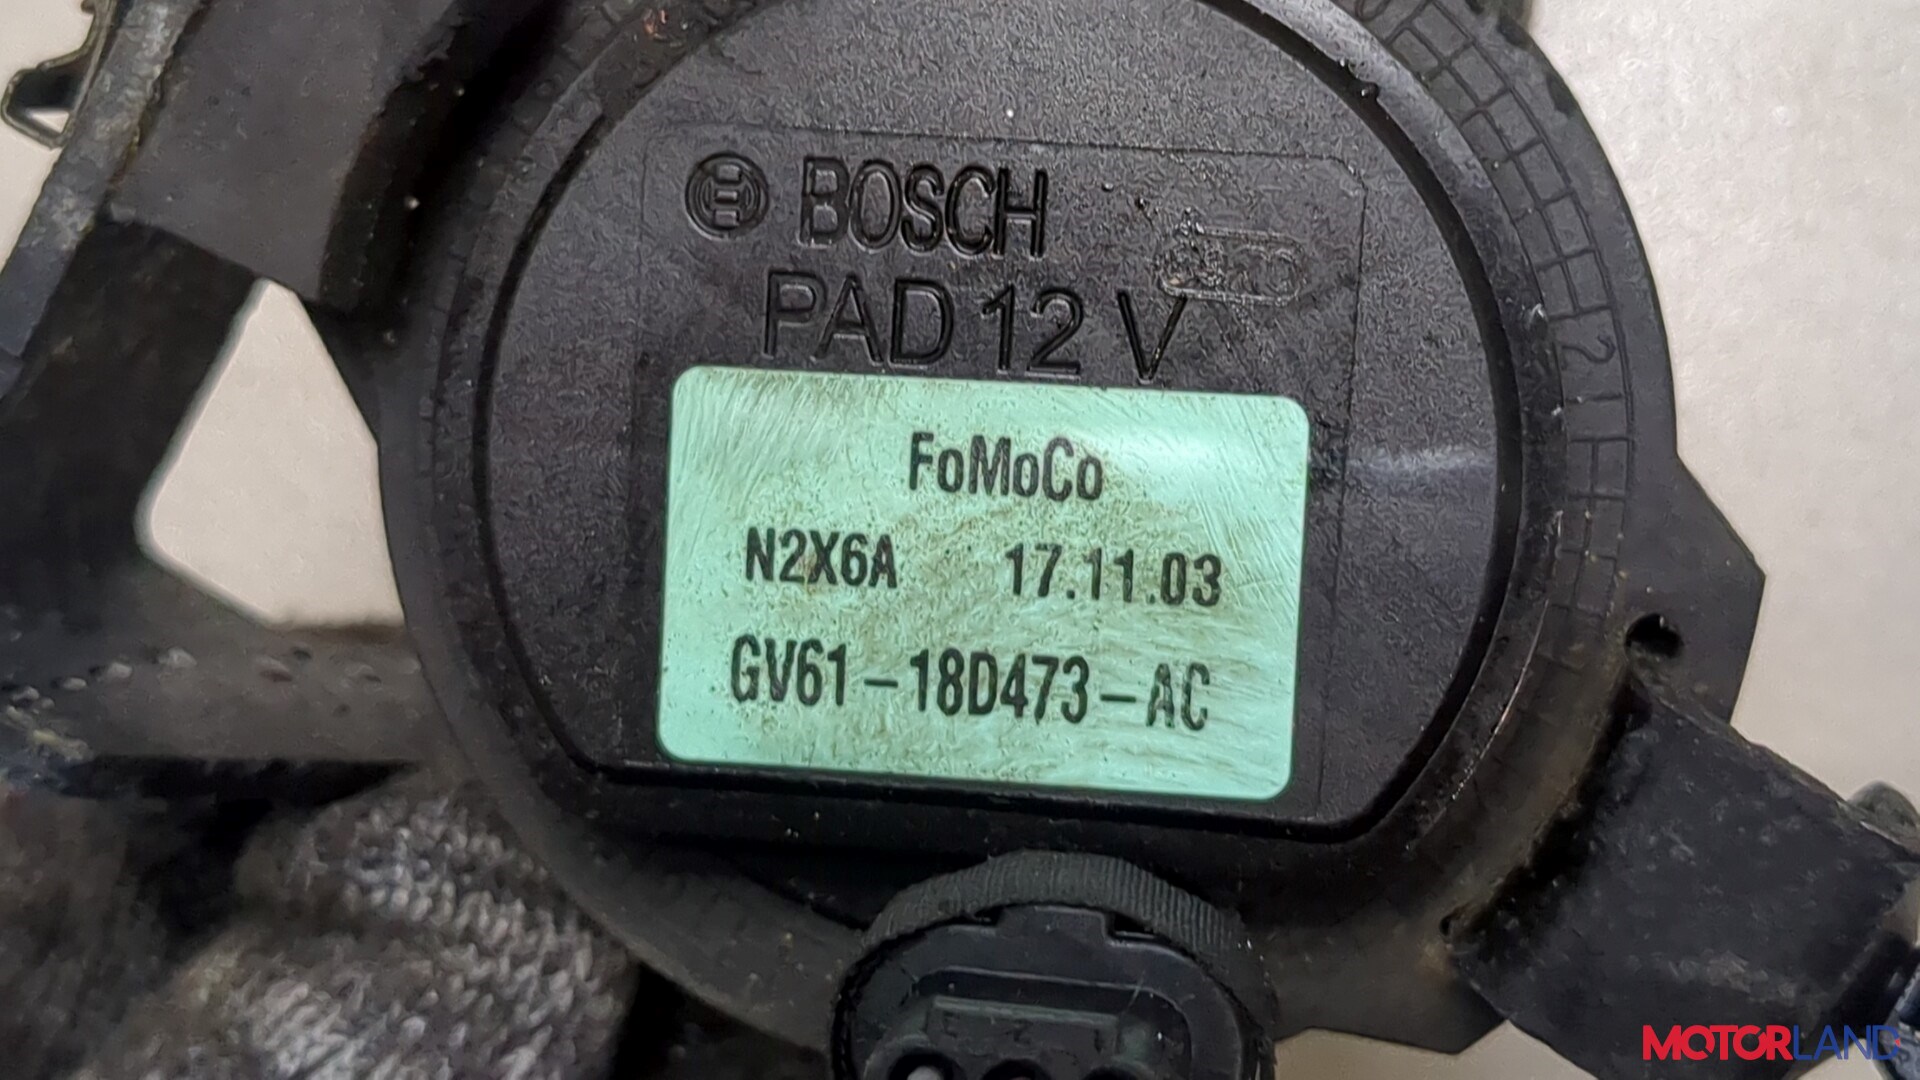 BOSCH
PAD 12 V
FoMoCo
N2X6A 17.11.03
GV61-18D473-AC
MOTORLAND